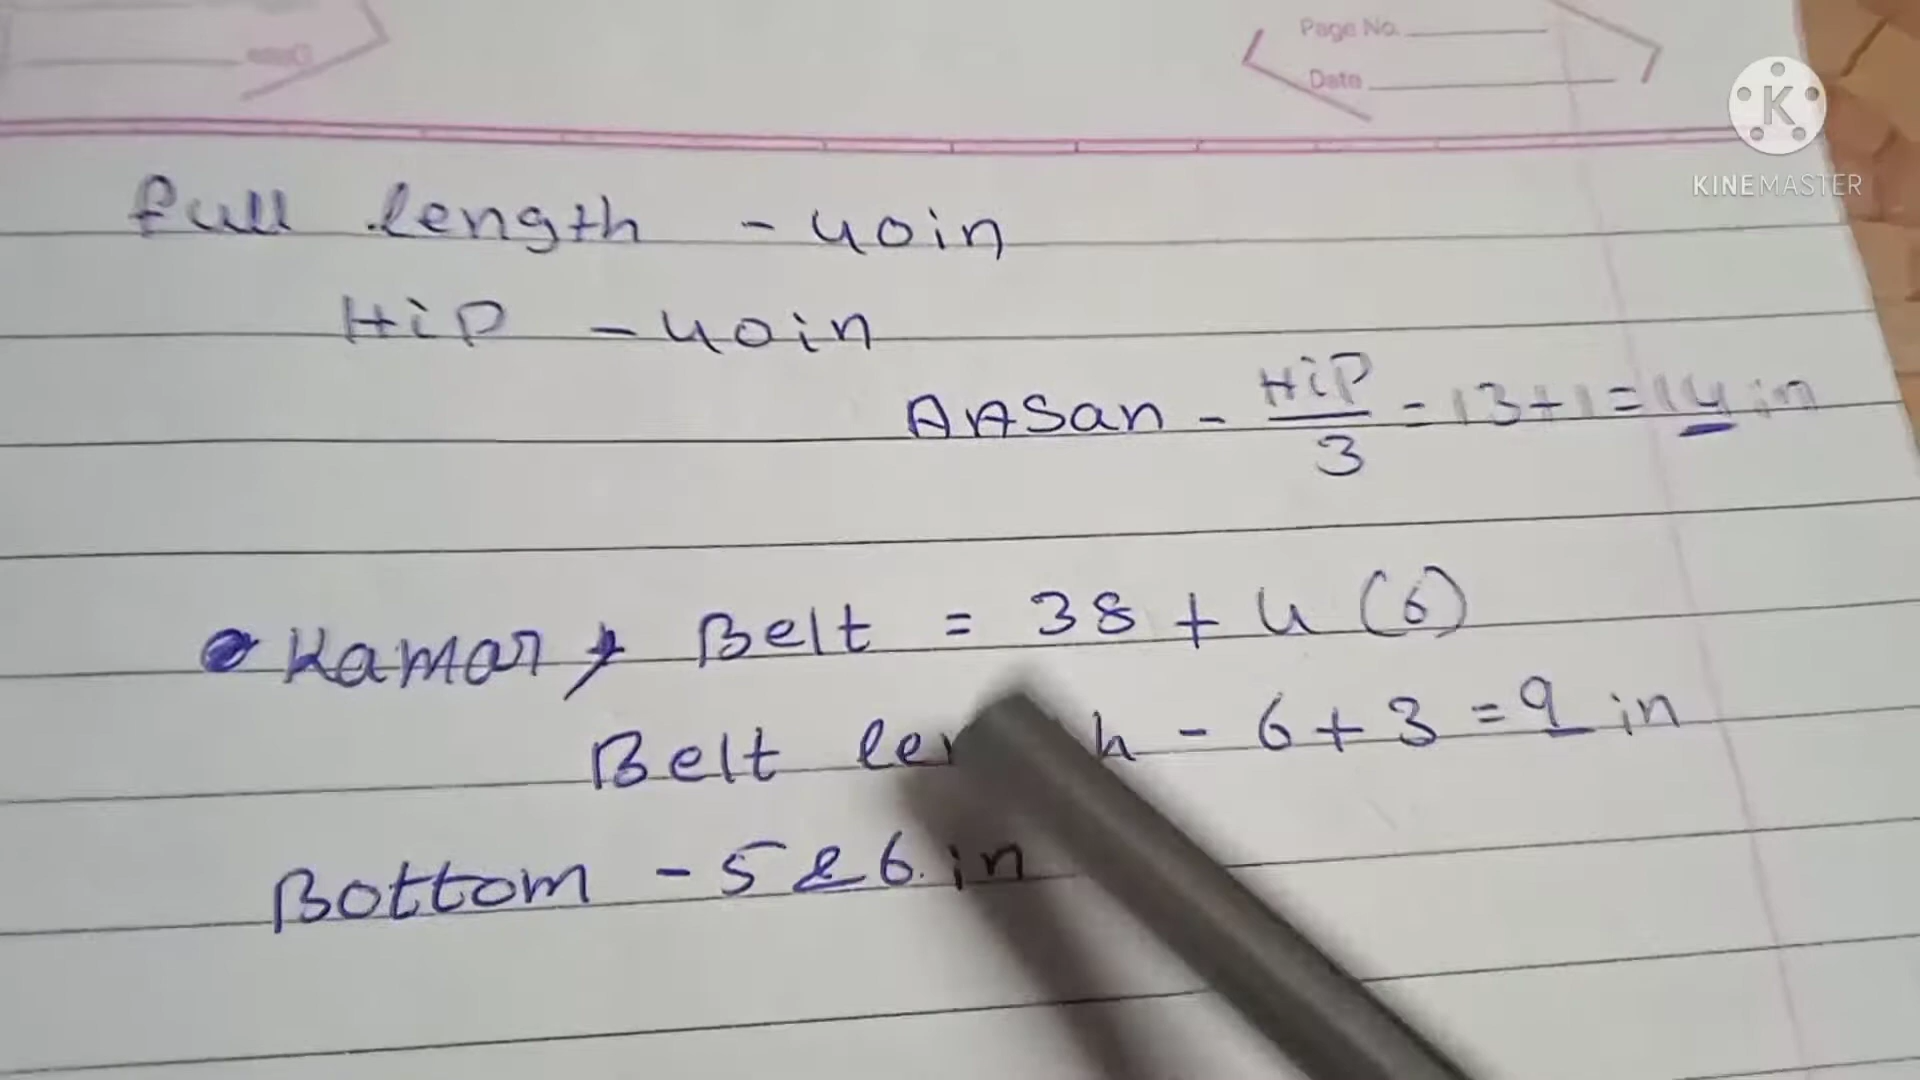 Page No.
Date
KINEMASTER
full length - 40in
HiP - 40in
AASan - HiP/3 - 13+1=14 in
Kamar, Belt = 38 + 4 (6)
Belt - 6+3 = 9 in
Bottom - 5 & 6. in